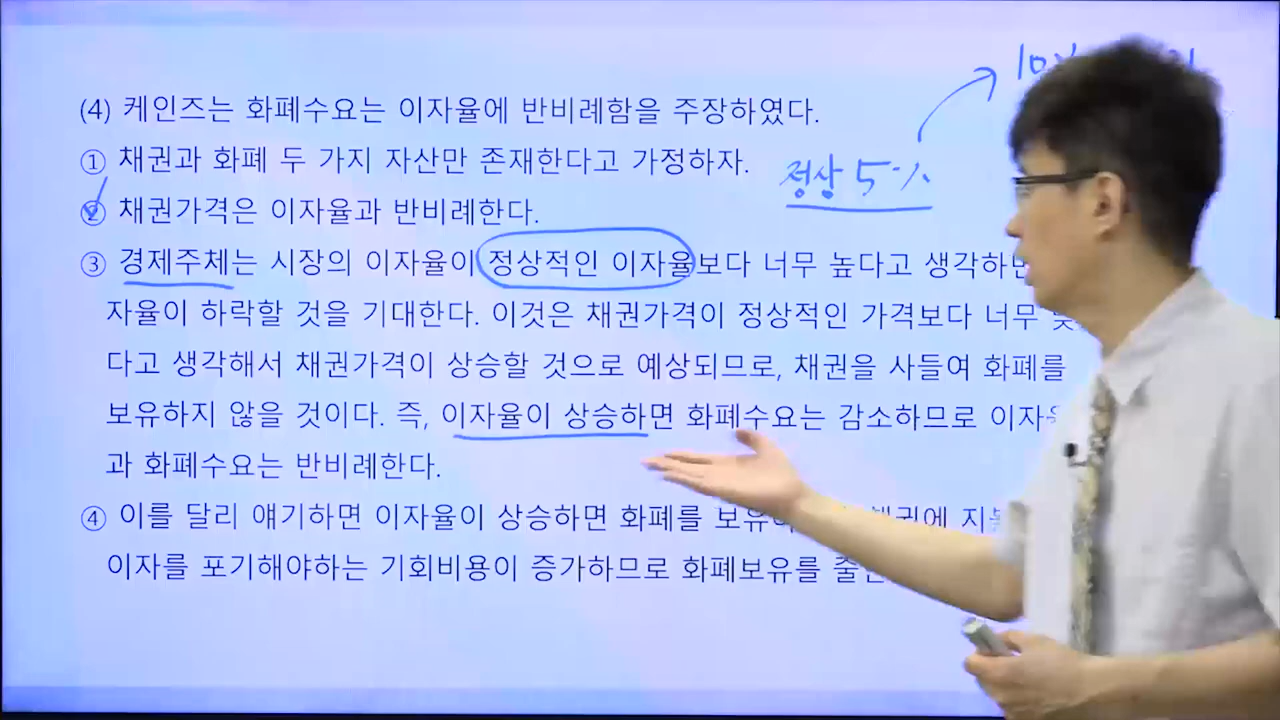 (4) 케인즈는 화폐수요는 이자율에 반비례함을 주장하였다.
① 채권과 화폐 두 가지 자산만 존재한다고 가정하자.
정상 5%
② 채권가격은 이자율과 반비례한다.
③ 경제주체는 시장의 이자율이 정상적인 이자율보다 너무 높다고 생각하면
자율이 하락할 것을 기대한다. 이것은 채권가격이 정상적인 가격보다 너무
다고 생각해서 채권가격이 상승할 것으로 예상되므로, 채권을 사들여 화폐를
보유하지 않을 것이다. 즉, 이자율이 상승하면 화폐수요는 감소하므로 이자율
과 화폐수요는 반비례한다.
④ 이를 달리 얘기하면 이자율이 상승하면 화폐를 채권에
이자를 포기해야하는 기회비용이 증가하므로 화폐보유를